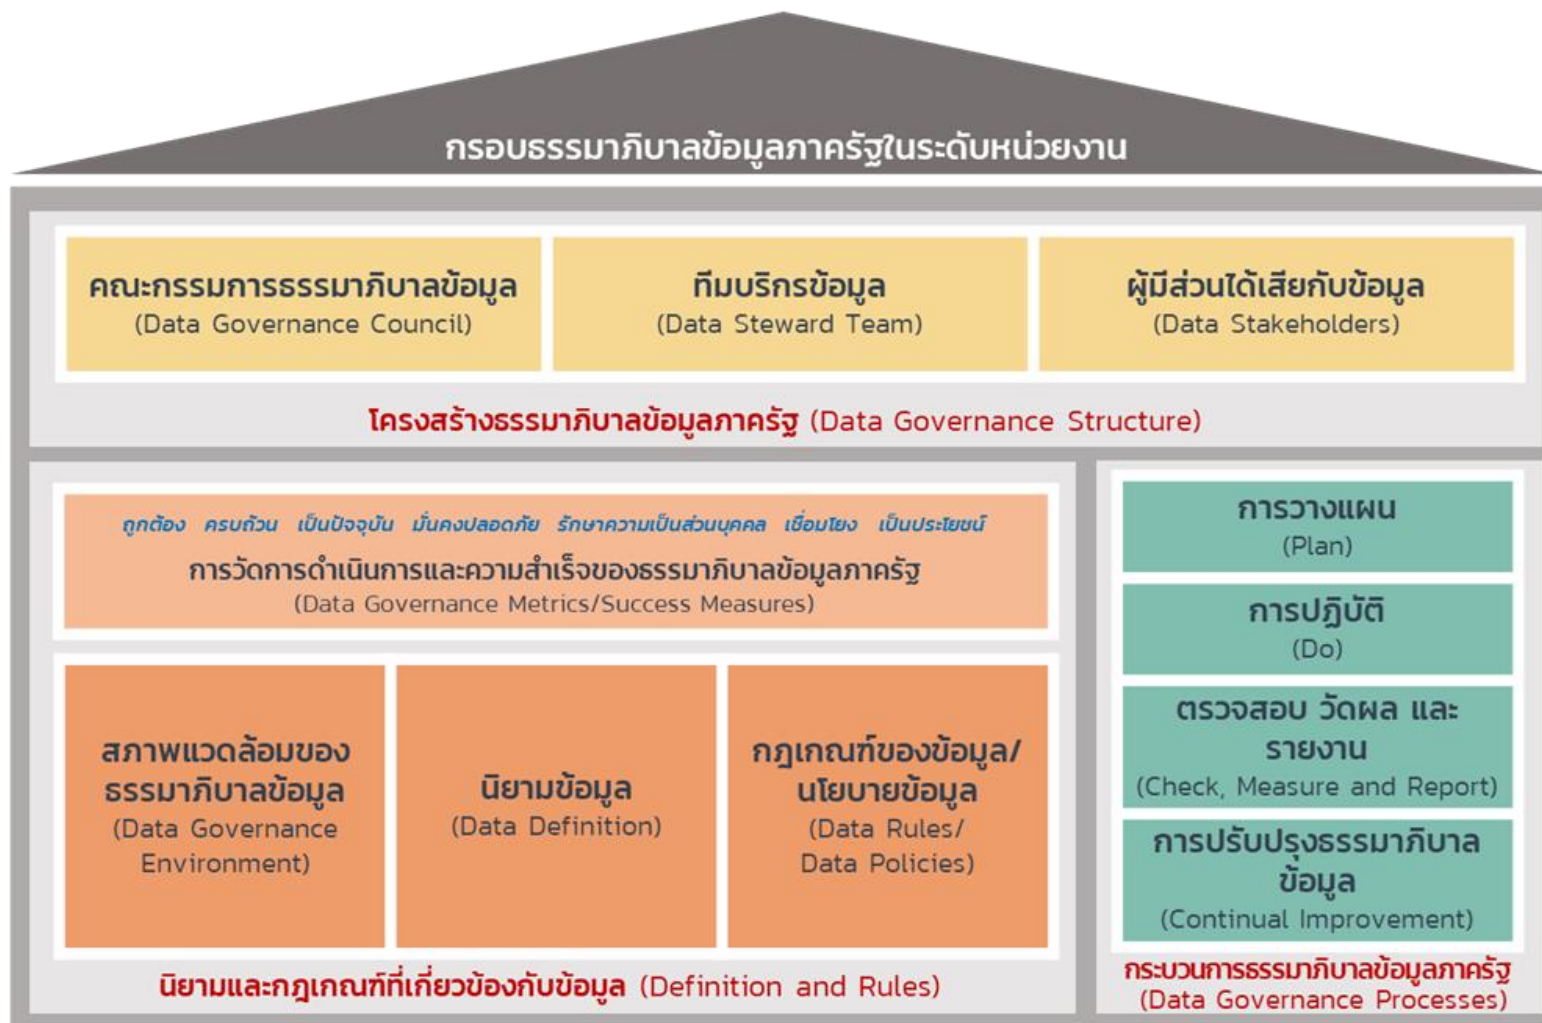 กรอบธรรมาภิบาลข้อมูลภาครัฐในระดับหน่วยงาน
คณะกรรมการธรรมาภิบาลข้อมูล
(Data Governance Council)
ทีมบริกรข้อมูล
(Data Steward Team)
ผู้มีส่วนได้เสียกับข้อมูล
(Data Stakeholders)
โครงสร้างธรรมาภิบาลข้อมูลภาครัฐ (Data Governance Structure)
ถูกต้อง ครบถ้วน เป็นปัจจุบัน มั่นคงปลอดภัย รักษาความเป็นส่วนบุคคล เชื่อมโยง เป็นประโยชน์
การวัดการดำเนินการและความสำเร็จของธรรมาภิบาลข้อมูลภาครัฐ
(Data Governance Metrics/Success Measures)
สภาพแวดล้อมของ
ธรรมาภิบาลข้อมูล
(Data Governance
Environment)
นิยามข้อมูล
(Data Definition)
กฎเกณฑ์ของข้อมูล/
นโยบายข้อมูล
(Data Rules/
Data Policies)
นิยามและกฎเกณฑ์ที่เกี่ยวข้องกับข้อมูล (Definition and Rules)
การวางแผน
(Plan)
การปฏิบัติ
(Do)
ตรวจสอบ วัดผล และ
รายงาน
(Check, Measure and Report)
การปรับปรุงธรรมาภิบาล
ข้อมูล
(Continual Improvement)
กระบวนการธรรมาภิบาลข้อมูลภาครัฐ
(Data Governance Processes)